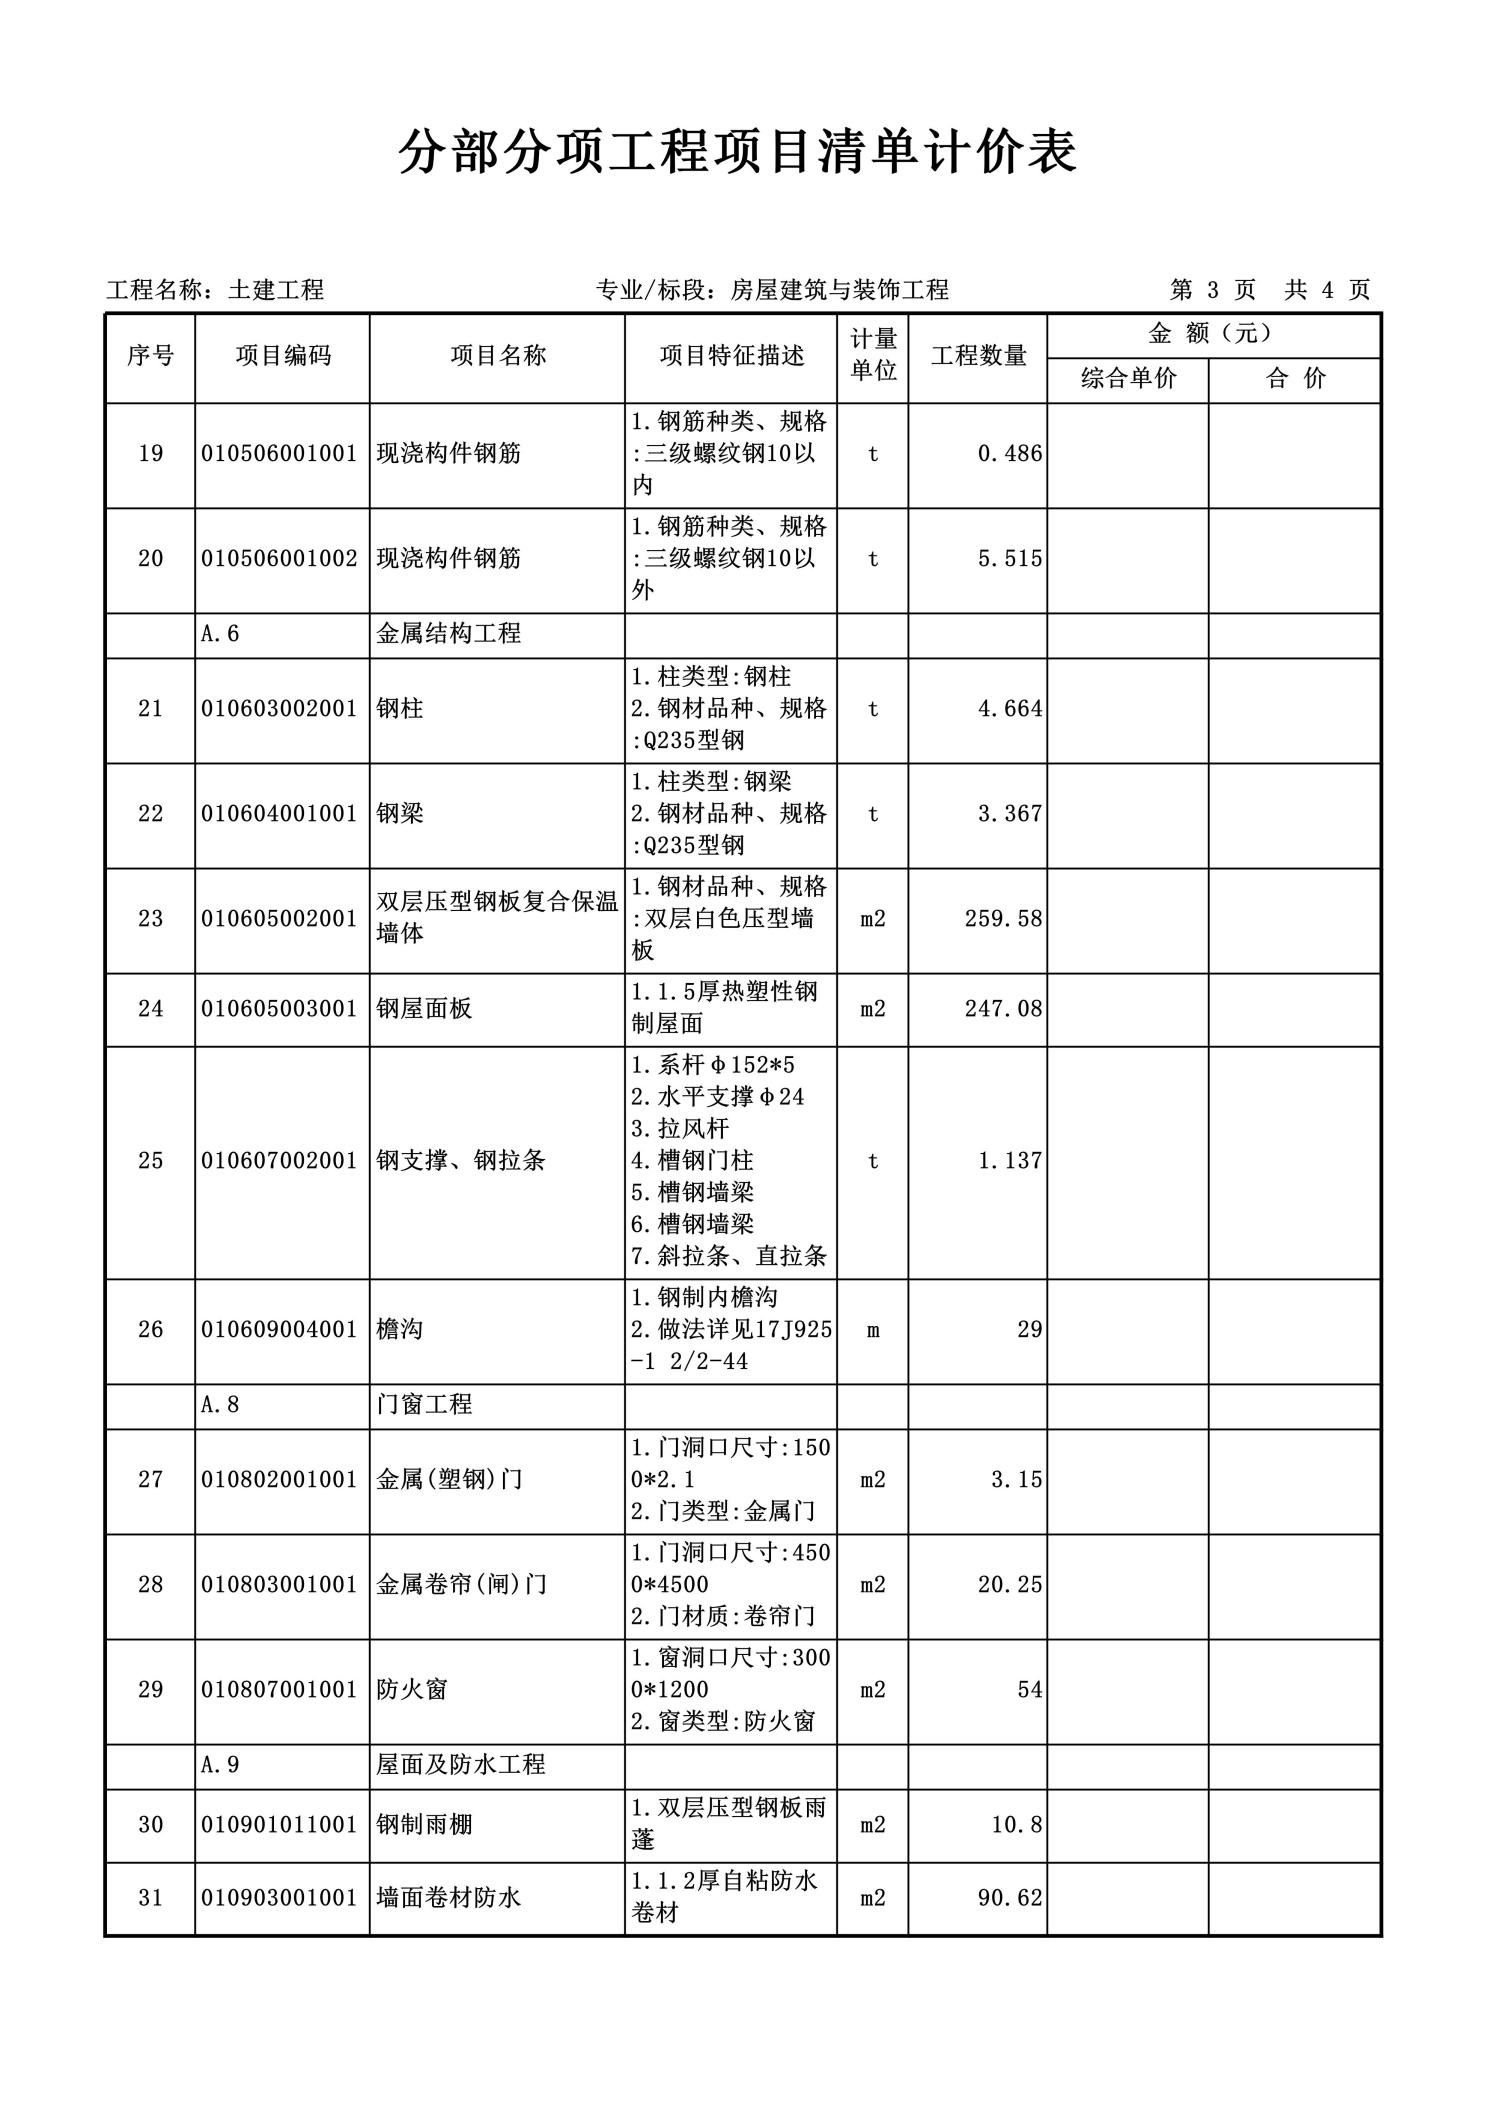 分部分项工程项目清单计价表
工程名称：土建工程 专业/标段：房屋建筑与装饰工程 第 3 页 共 4 页
序号 项目编码 项目名称 项目特征描述 计量单位 工程数量 金 额（元）
综合单价 合 价
19 010506001001 现浇构件钢筋 1.钢筋种类、规格:三级螺纹钢10以内 t 0.486
20 010506001002 现浇构件钢筋 1.钢筋种类、规格:三级螺纹钢10以外 t 5.515
A.6 金属结构工程
21 010603002001 钢柱 1.柱类型:钢柱 2.钢材品种、规格:Q235型钢 t 4.664
22 010604001001 钢梁 1.柱类型:钢梁 2.钢材品种、规格:Q235型钢 t 3.367
23 010605002001 双层压型钢板复合保温墙体 1.钢材品种、规格:双层白色压型墙板 m2 259.58
24 010605003001 钢屋面板 1.1.5厚热塑性钢制屋面 m2 247.08
25 010607002001 钢支撑、钢拉条 1.系杆φ152*5 2.水平支撑φ24 3.拉风杆 4.槽钢门柱 5.槽钢墙梁 6.槽钢墙梁 7.斜拉条、直拉条 t 1.137
26 010609004001 檐沟 1.钢制内檐沟 2.做法详见17J925-1 2/2-44 m 29
A.8 门窗工程
27 010802001001 金属(塑钢)门 1.门洞口尺寸:1500*2.1 2.门类型:金属门 m2 3.15
28 010803001001 金属卷帘(闸)门 1.门洞口尺寸:4500*4500 2.门材质:卷帘门 m2 20.25
29 010807001001 防火窗 1.窗洞口尺寸:3000*1200 2.窗类型:防火窗 m2 54
A.9 屋面及防水工程
30 010901011001 钢制雨棚 1.双层压型钢板雨蓬 m2 10.8
31 010903001001 墙面卷材防水 1.1.2厚自粘防水卷材 m2 90.62